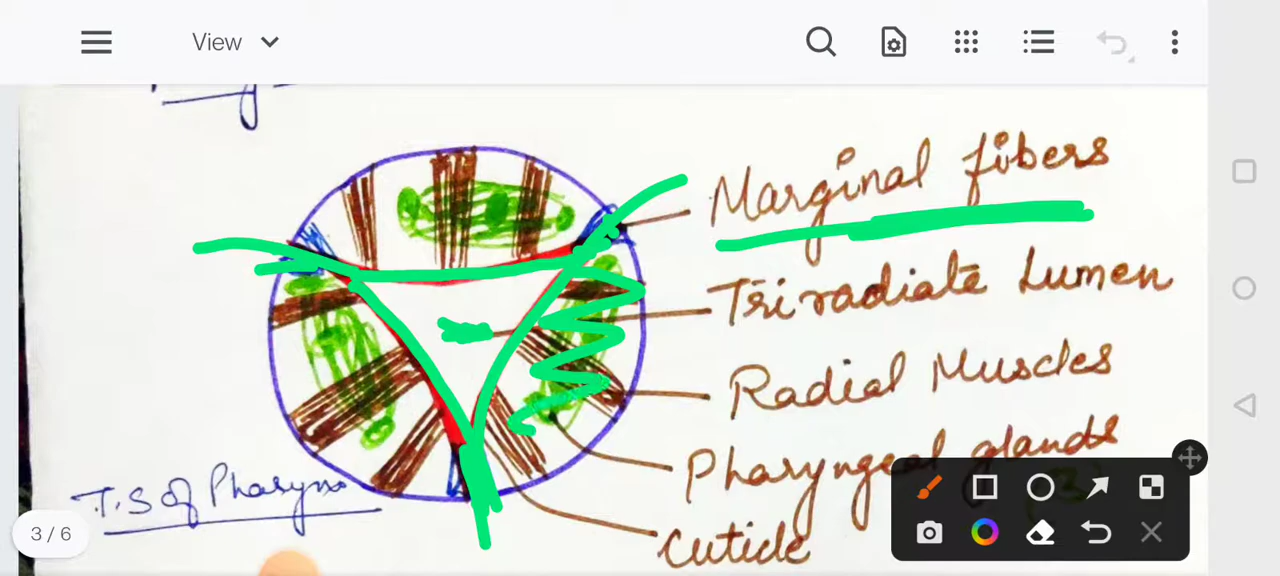 View
Marginal fibers
Triradiate Lumen
Radial Muscles
Pharyngeal glands
Cuticle
T.S of Pharynx
3 / 6